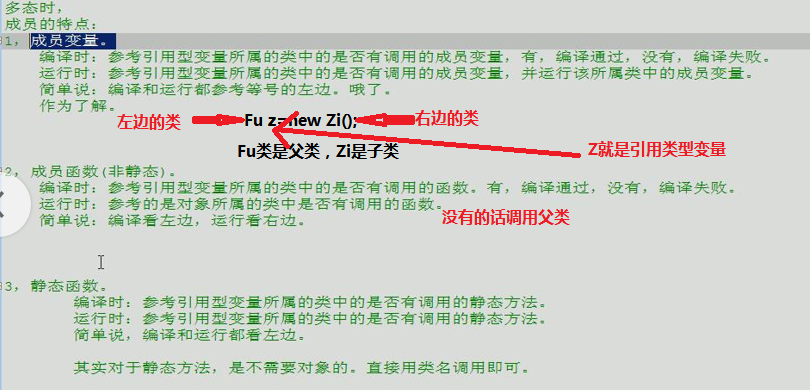 多态时,
成员的特点:
1, 成员变量。
编译时: 参考引用型变量所属的类中的是否有调用的成员变量, 有, 编译通过, 没有, 编译失败。
运行时: 参考引用型变量所属的类中的是否有调用的成员变量, 并运行该所属类中的成员变量。
简单说: 编译和运行都参考等号的左边。哦了。
作为了解。
左边的类 Fu z=new Zi(); 右边的类
Fu类是父类，Zi是子类 Z就是引用类型变量
2, 成员函数(非静态)。
编译时: 参考引用型变量所属的类中的是否有调用的函数。有, 编译通过, 没有, 编译失败。
运行时: 参考的是对象所属的类中是否有调用的函数。
简单说: 编译看左边, 运行看右边。 没有的话调用父类
3, 静态函数。
编译时: 参考引用型变量所属的类中的是否有调用的静态方法。
运行时: 参考引用型变量所属的类中的是否有调用的静态方法。
简单说, 编译和运行都看左边。
其实对于静态方法, 是不需要对象的。直接用类名调用即可。